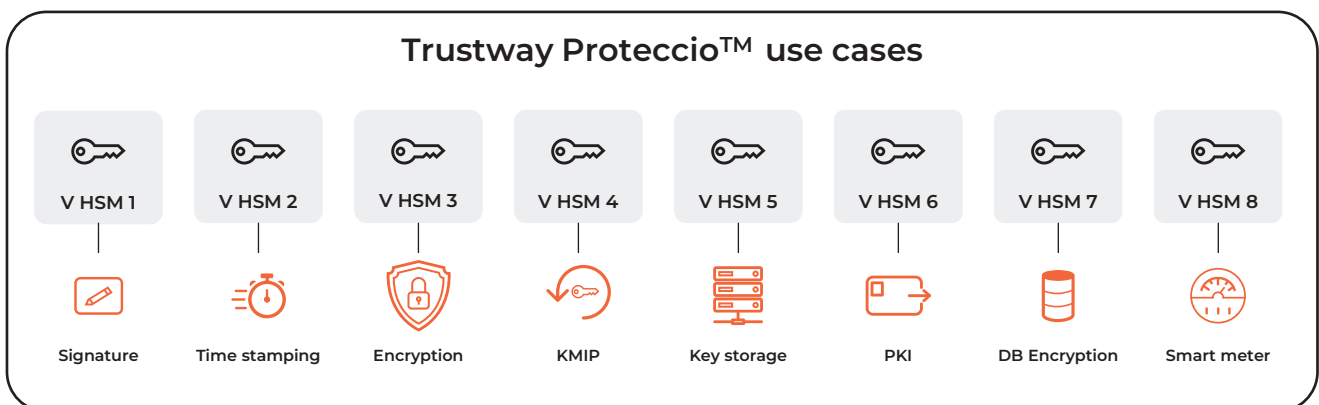 Trustway Proteccio™ use cases
V HSM 1
V HSM 2
V HSM 3
V HSM 4
V HSM 5
V HSM 6
V HSM 7
V HSM 8
Signature
Time stamping
Encryption
KMIP
Key storage
PKI
DB Encryption
Smart meter